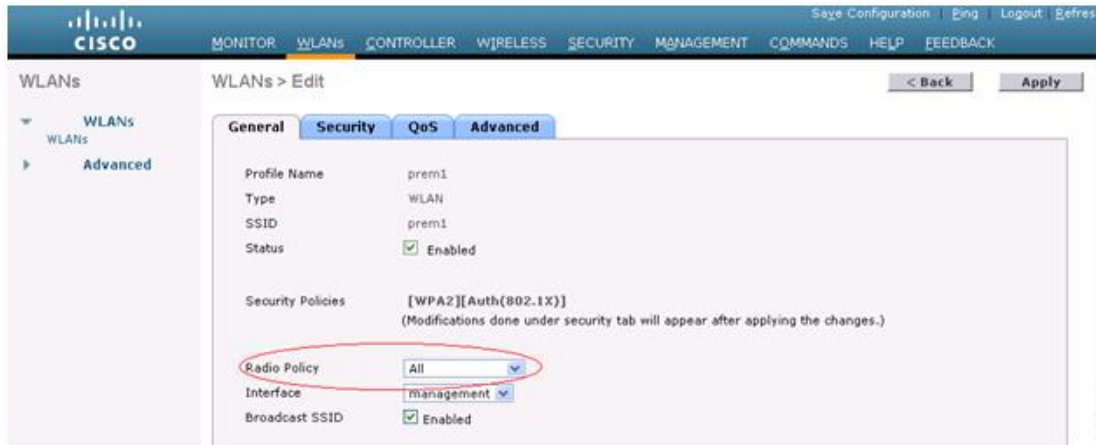 Save Configuration Ping Logout Refres
CISCO
MONITOR WLANs CONTROLLER WIRELESS SECURITY MANAGEMENT COMMANDS HELP FEEDBACK
WLANs
WLANs > Edit
< Back
Apply
WLANs
WLANs
Advanced
General Security QoS Advanced
Profile Name prem1
Type WLAN
SSID prem1
Status Enabled
Security Policies [WPA2][Auth(802.1X)]
(Modifications done under security tab will appear after applying the changes.)
Radio Policy All
Interface management
Broadcast SSID Enabled